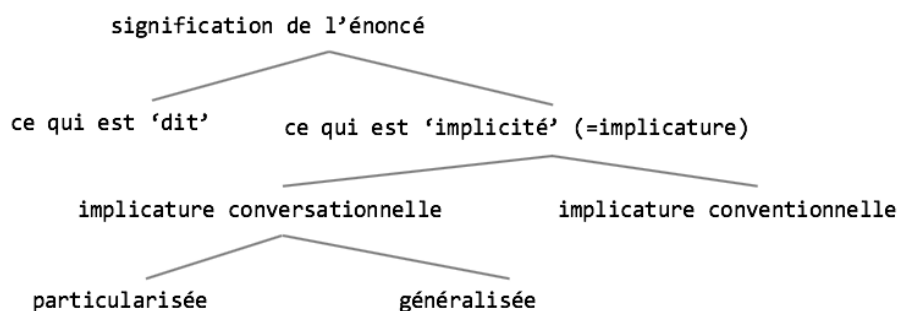 signification de l’énoncé
ce qui est ‘dit’
ce qui est ‘implicité’ (=implicature)
implicature conversationnelle
implicature conventionnelle
particularisée
généralisée